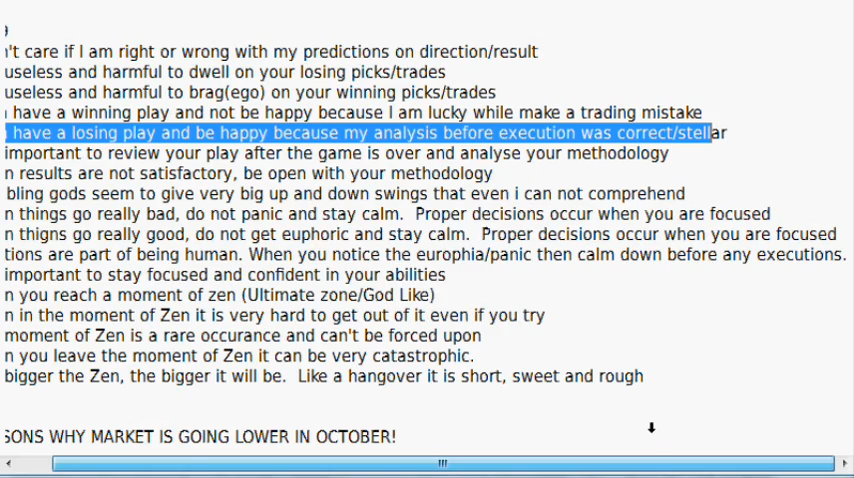 't care if I am right or wrong with my predictions on direction/result
useless and harmful to dwell on your losing picks/trades
useless and harmful to brag(ego) on your winning picks/trades
have a winning play and not be happy because I am lucky while make a trading mistake
have a losing play and be happy because my analysis before execution was correct/stellar
important to review your play after the game is over and analyse your methodology
n results are not satisfactory, be open with your methodology
bling gods seem to give very big up and down swings that even i can not comprehend
n things go really bad, do not panic and stay calm.  Proper decisions occur when you are focused
n thigns go really good, do not get euphoric and stay calm.  Proper decisions occur when you are focused
tions are part of being human. When you notice the europhia/panic then calm down before any executions.
important to stay focused and confident in your abilities
n you reach a moment of zen (Ultimate zone/God Like)
n in the moment of Zen it is very hard to get out of it even if you try
moment of Zen is a rare occurance and can't be forced upon
n you leave the moment of Zen it can be very catastrophic.
bigger the Zen, the bigger it will be.  Like a hangover it is short, sweet and rough
SONS WHY MARKET IS GOING LOWER IN OCTOBER!